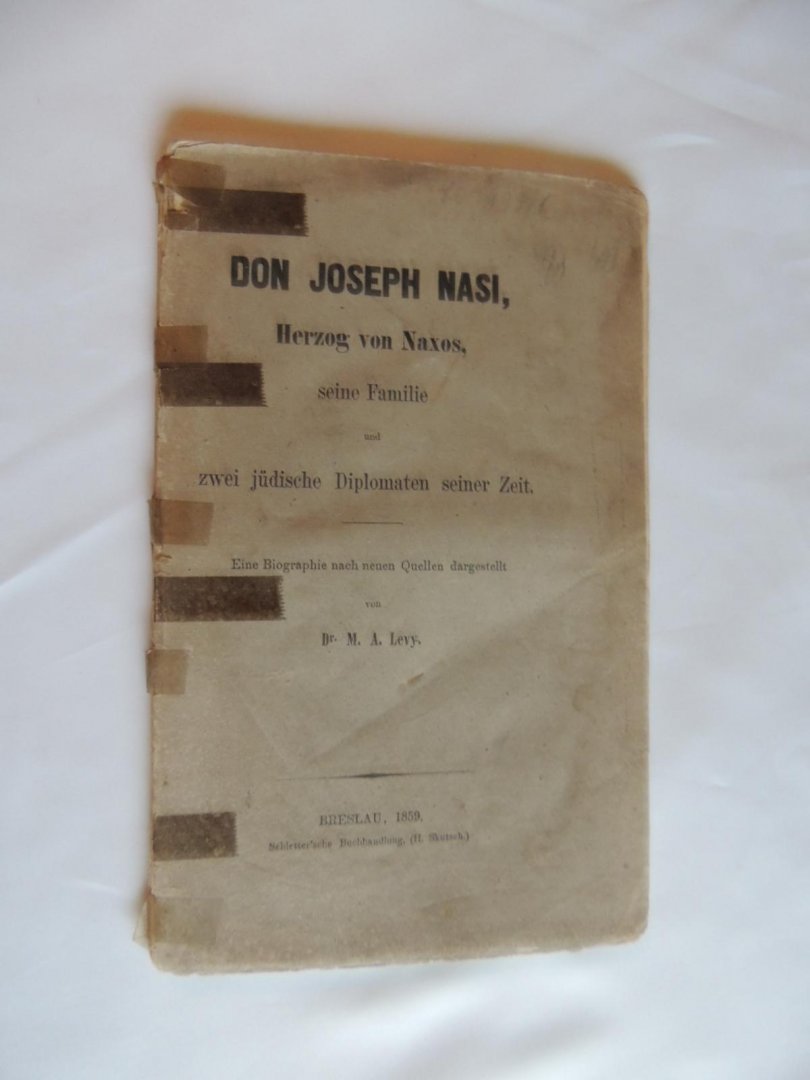 DON JOSEPH NASI,
Herzog von Naxos,
seine Familie
und
zwei jüdische Diplomaten seiner Zeit.
Eine Biographie nach neuen Quellen dargestellt
von
Dr. M. A. Levy.
BRESLAU, 1859.
Schletter'sche Buchhandlung. (H. Skutsch.)